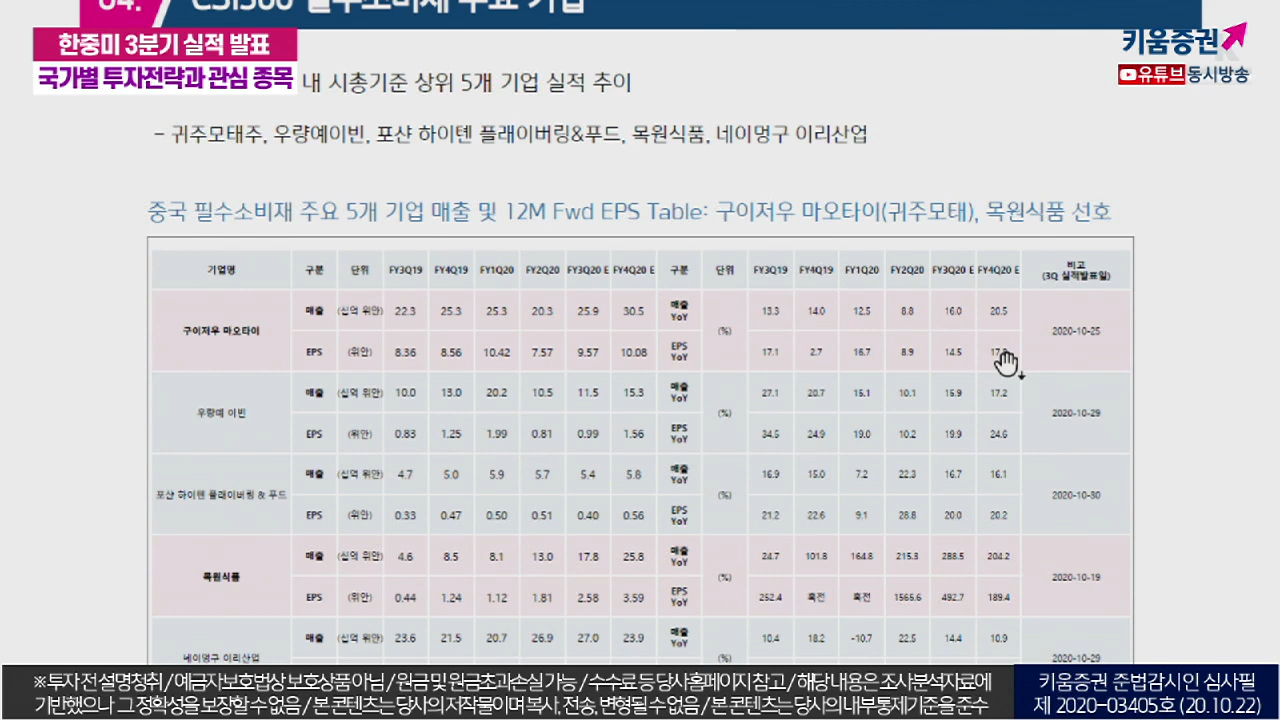 04. CSI300 필수소비재 주요 기업
한중미 3분기 실적 발표
국가별 투자전략과 관심 종목
키움증권
유튜브동시방송
내 시총기준 상위 5개 기업 실적 추이
– 귀주모태주, 우량예이빈, 포샨 하이톈 플래이버링&푸드, 목원식품, 네이멍구 이리산업
중국 필수소비재 주요 5개 기업 매출 및 12M Fwd EPS Table: 구이저우 마오타이(귀주모태), 목원식품 선호
기업명 구분 단위 FY3Q19 FY4Q19 FY1Q20 FY2Q20 FY3Q20 E FY4Q20 E 구분 단위 FY3Q19 FY4Q19 FY1Q20 FY2Q20 FY3Q20 E FY4Q20 E 비고 (3Q 실적발표일)
구이저우 마오타이 매출 (십억 위안) 22.3 25.3 25.3 20.3 25.9 30.5 매출 YoY (%) 13.3 14.0 12.5 8.8 16.0 20.5 2020-10-25
EPS (위안) 8.36 8.56 10.42 7.57 9.57 10.08 EPS YoY 17.1 2.7 16.7 8.9 14.5
우량예 이빈 매출 (십억 위안) 10.0 13.0 20.2 10.5 11.5 15.3 매출 YoY (%) 27.1 20.7 15.1 10.1 15.9 17.2 2020-10-29
EPS (위안) 0.83 1.25 1.99 0.81 0.99 1.56 EPS YoY 34.5 24.9 19.0 10.2 19.9 24.6
포샨 하이톈 플래이버링 & 푸드 매출 (십억 위안) 4.7 5.0 5.9 5.7 5.4 5.8 매출 YoY (%) 16.9 15.0 7.2 22.3 16.7 16.1 2020-10-30
EPS (위안) 0.33 0.47 0.50 0.51 0.40 0.56 EPS YoY 21.2 22.6 9.1 28.8 20.0 20.2
목원식품 매출 (십억 위안) 4.6 8.5 8.1 13.0 17.8 25.8 매출 YoY (%) 24.7 101.8 164.8 215.3 288.5 204.2 2020-10-19
EPS (위안) 0.44 1.24 1.12 1.81 2.58 3.59 EPS YoY 252.4 흑전 흑전 1565.6 492.7 189.4
네이멍구 이리산업 매출 (십억 위안) 23.6 21.5 20.7 26.9 27.0 23.9 매출 YoY (%) 10.4 18.2 -10.7 22.5 14.4 10.9 2020-10-29
※ 투자 전 설명청취 / 예금자보호법상 보호상품 아님 / 원금 및 원금초과손실 가능 / 수수료 등 당사 홈페이지 참고 / 해당 내용은 조사분석자료에
기반했으나 그 정확성을 보장할 수 없음 / 본 콘텐츠는 당사의 저작물이며 복사, 전송, 변형될 수 없음 / 본 콘텐츠는 당사의 내부통제기준을 준수
키움증권 준법감시인 심사필
제 2020-03405호 (20.10.22)